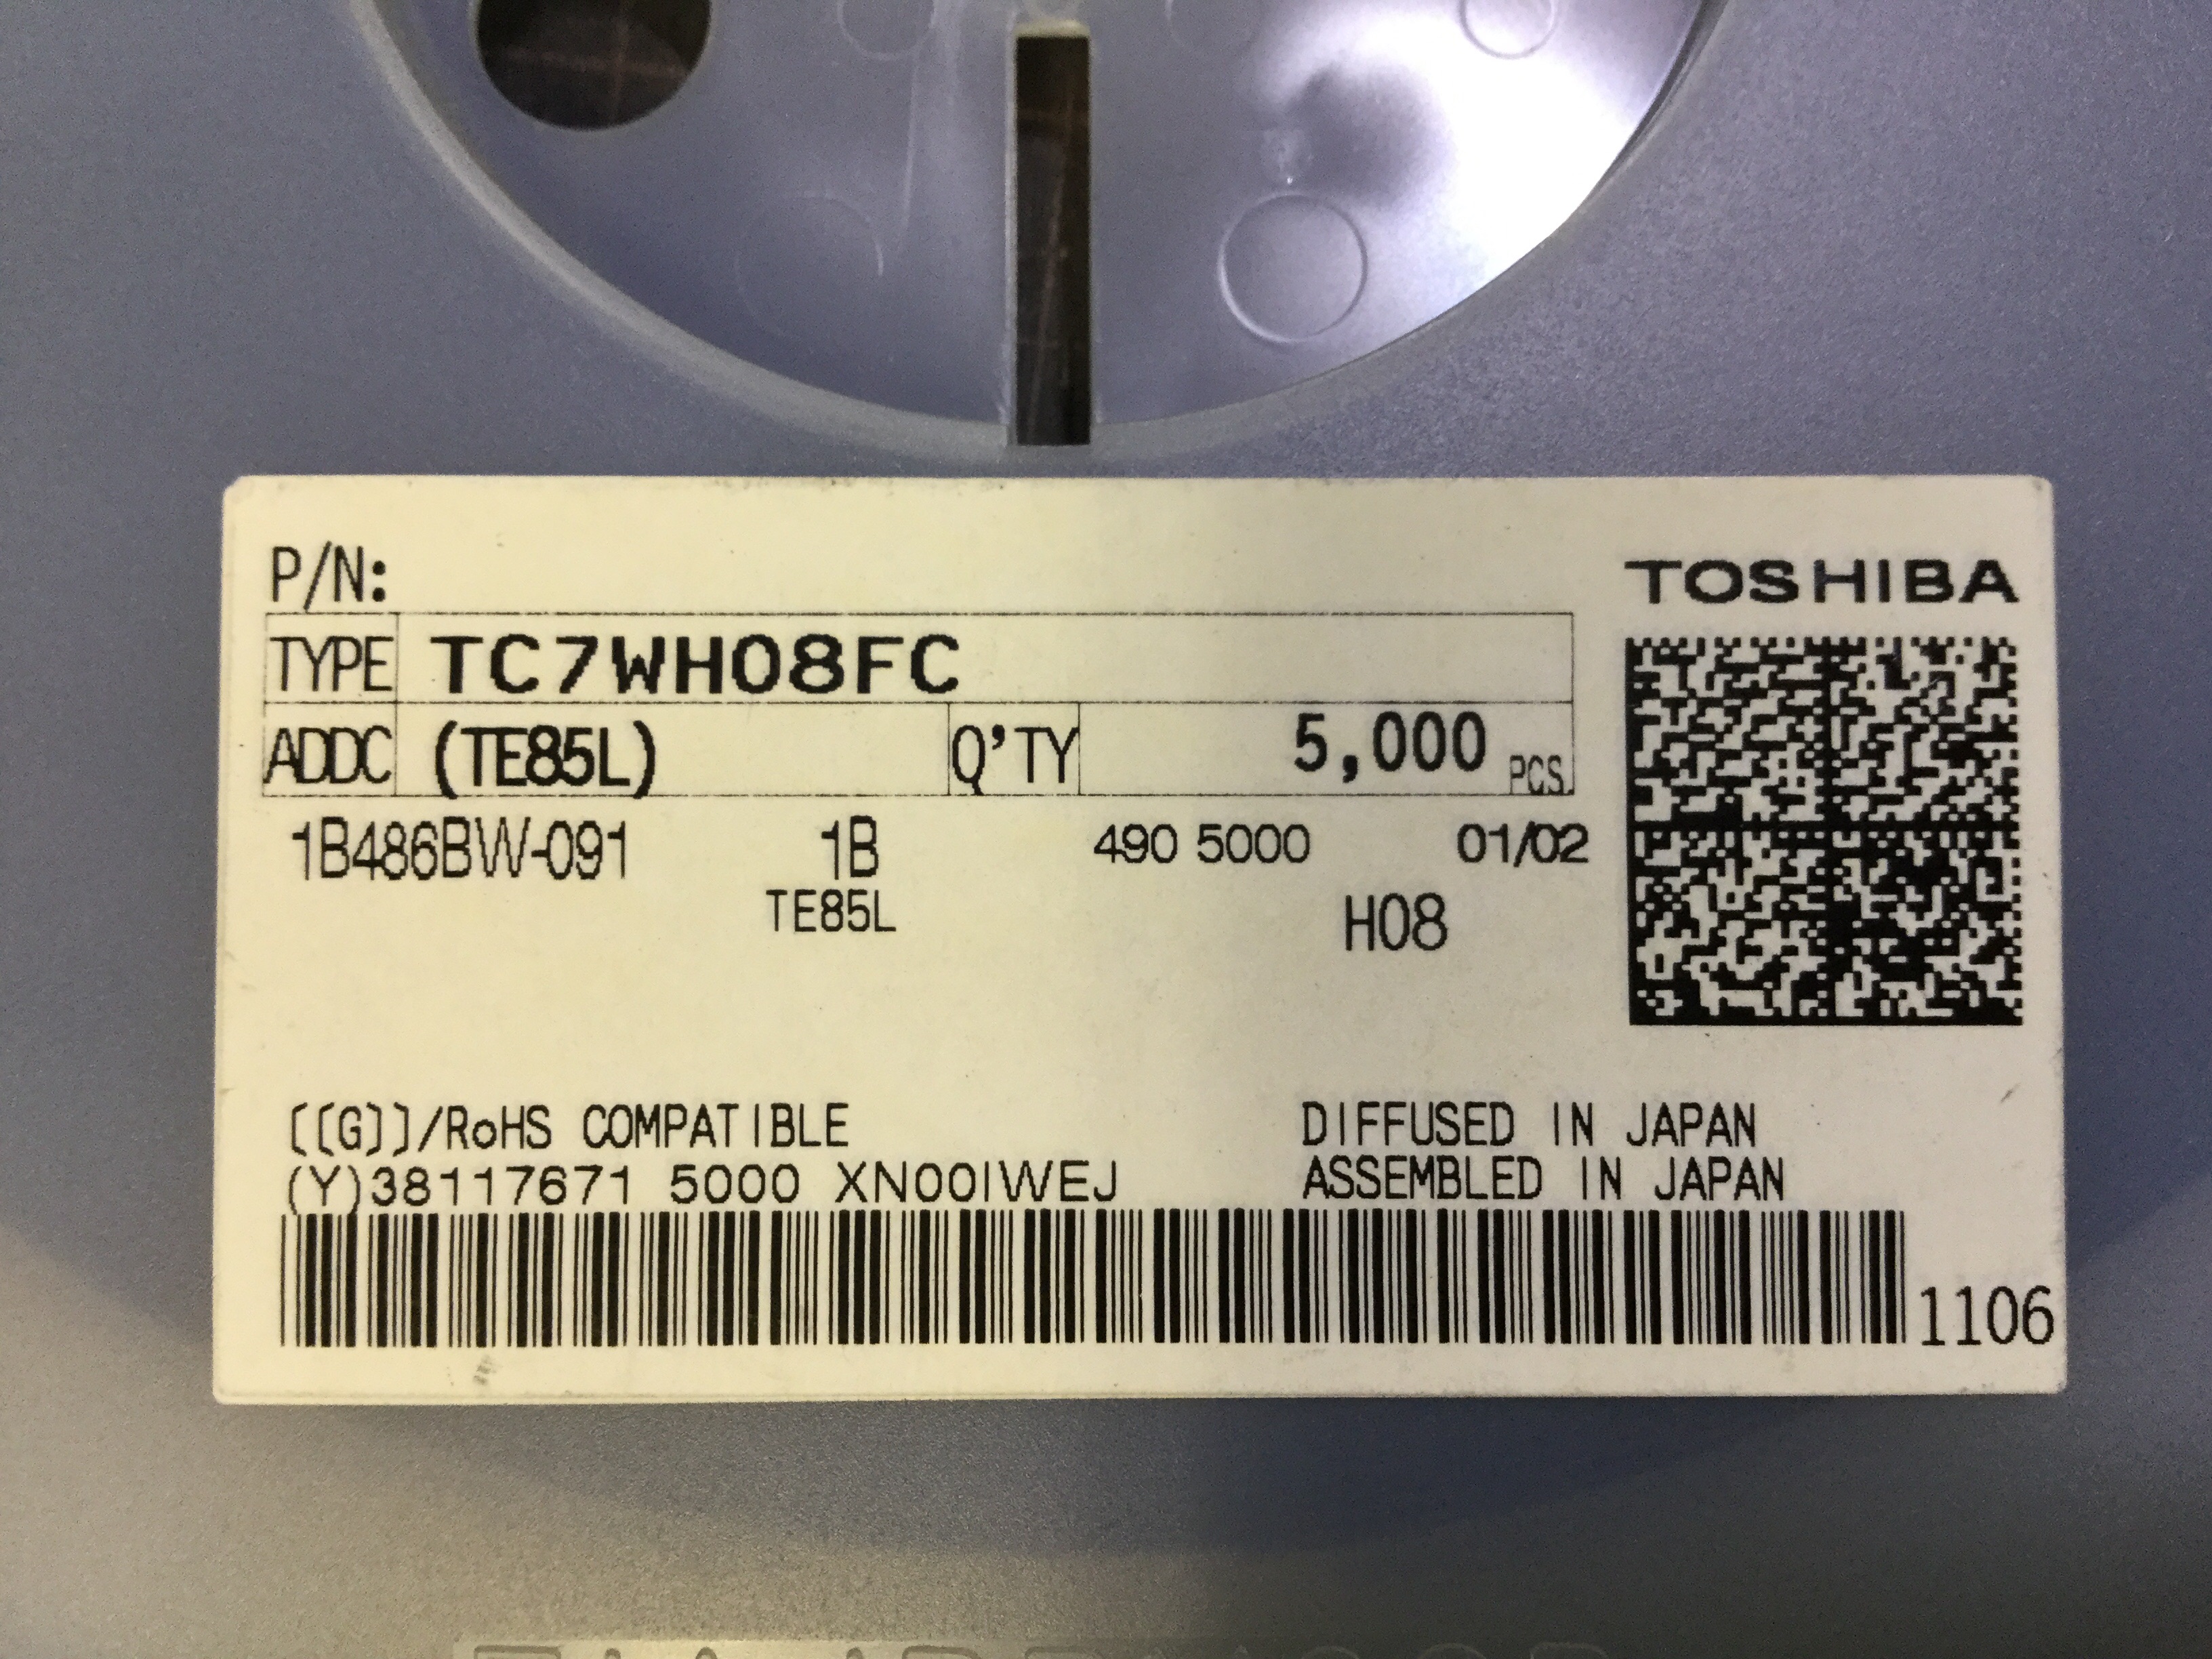 P/N:
TOSHIBA
TYPE TC7WH08FC
ADDC (TE85L) Q'TY 5,000 PCS.
1B486BW-091 1B 490 5000 01/02
TE85L H08
[[G]]/RoHS COMPATIBLE DIFFUSED IN JAPAN
(Y)38117671 5000 XN00IWEJ ASSEMBLED IN JAPAN
1106